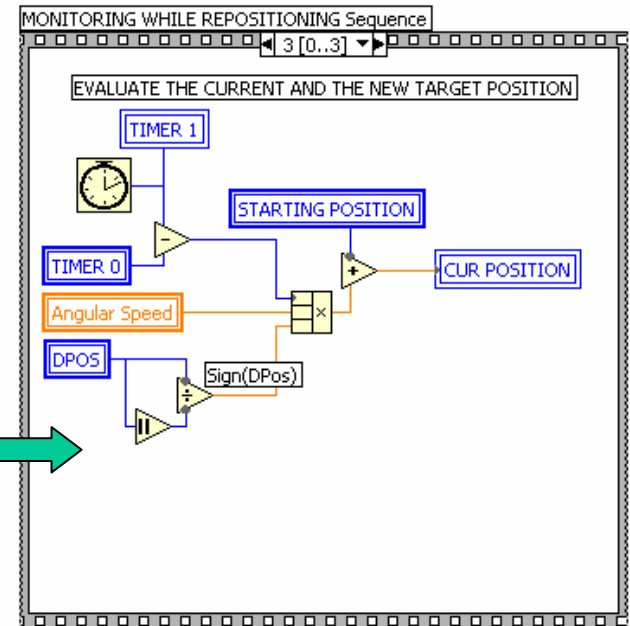 MONITORING WHILE REPOSITIONING Sequence
3 [0..3]
EVALUATE THE CURRENT AND THE NEW TARGET POSITION
TIMER 1
STARTING POSITION
-
TIMER 0
+
CUR POSITION
Angular Speed
x
DPOS
Sign(DPos)
÷
||